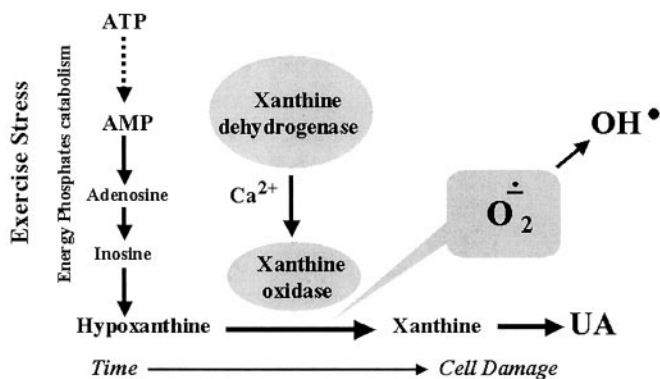 ATP
Exercise Stress
Energy Phosphates catabolism
AMP
Adenosine
Inosine
Hypoxanthine
Xanthine
dehydrogenase
Ca²⁺
Xanthine
oxidase
O₂•̶
OH•
Xanthine
UA
Time
Cell Damage